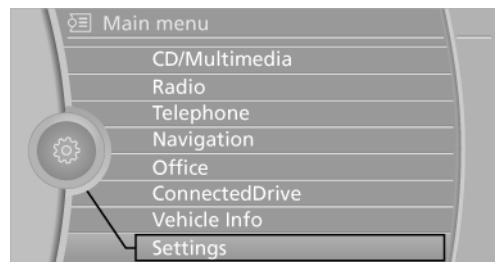 Main menu
CD/Multimedia
Radio
Telephone
Navigation
Office
ConnectedDrive
Vehicle Info
Settings